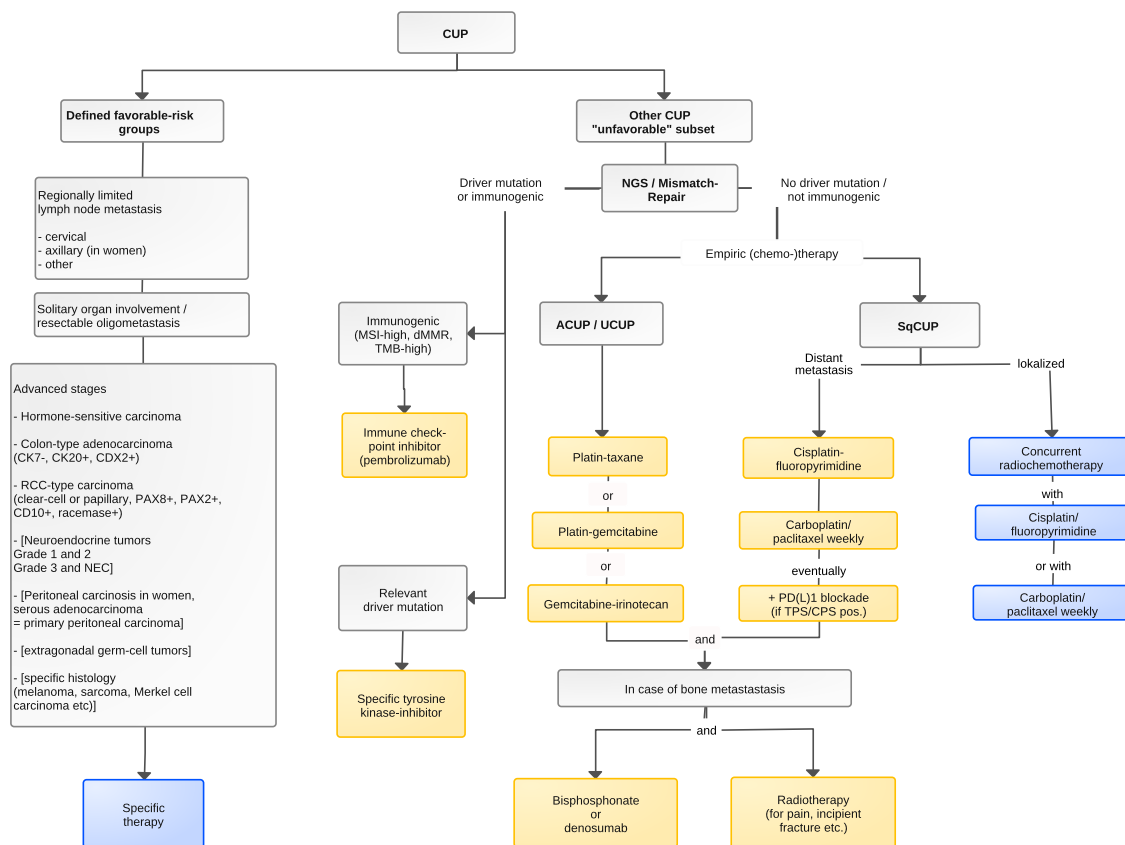 CUP
Defined favorable-risk
groups
Regionally limited
lymph node metastasis
- cervical
- axillary (in women)
- other
Solitary organ involvement /
resectable oligometastasis
Advanced stages
- Hormone-sensitive carcinoma
- Colon-type adenocarcinoma
(CK7-, CK20+, CDX2+)
- RCC-type carcinoma
(clear-cell or papillary, PAX8+, PAX2+,
CD10+, racemase+)
- [Neuroendocrine tumors
Grade 1 and 2
Grade 3 and NEC]
- [Peritoneal carcinosis in women,
serous adenocarcinoma
= primary peritoneal carcinoma]
- [extragonadal germ-cell tumors]
- [specific histology
(melanoma, sarcoma, Merkel cell
carcinoma etc)]
Specific
therapy
Other CUP
"unfavorable" subset
NGS / Mismatch-
Repair
Driver mutation
or immunogenic
No driver mutation /
not immunogenic
Immunogenic
(MSI-high, dMMR,
TMB-high)
Immune check-
point inhibitor
(pembrolizumab)
Relevant
driver mutation
Specific tyrosine
kinase-inhibitor
Empiric (chemo-)therapy
ACUP / UCUP
Platin-taxane
or
Platin-gemcitabine
or
Gemcitabine-irinotecan
SqCUP
Distant
metastasis
Cisplatin-
fluoropyrimidine
Carboplatin/
paclitaxel weekly
eventually
+ PD(L)1 blockade
(if TPS/CPS pos.)
lokalized
Concurrent
radiochemotherapy
with
Cisplatin/
fluoropyrimidine
or with
Carboplatin/
paclitaxel weekly
and
In case of bone metastastasis
and
Bisphosphonate
or
denosumab
Radiotherapy
(for pain, incipient
fracture etc.)